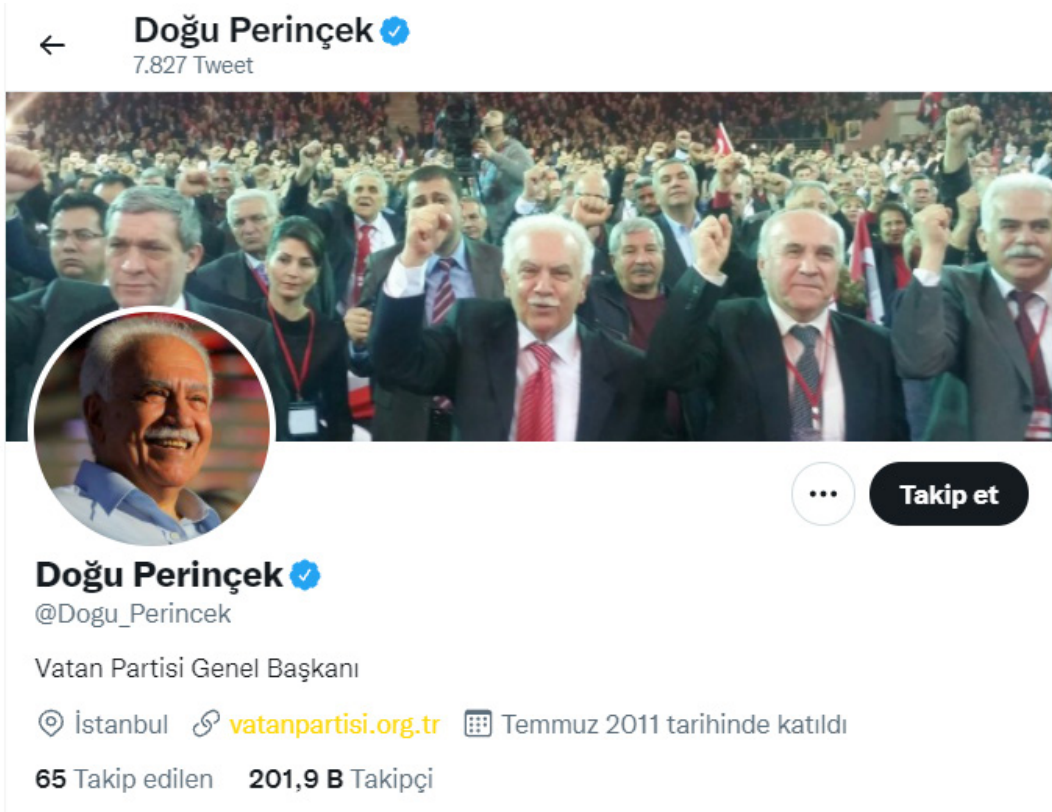 Doğu Perinçek
7.827 Tweet
Takip et
Doğu Perinçek
@Dogu_Perincek
Vatan Partisi Genel Başkanı
İstanbul vatanpartisi.org.tr Temmuz 2011 tarihinde katıldı
65 Takip edilen 201,9 B Takipçi